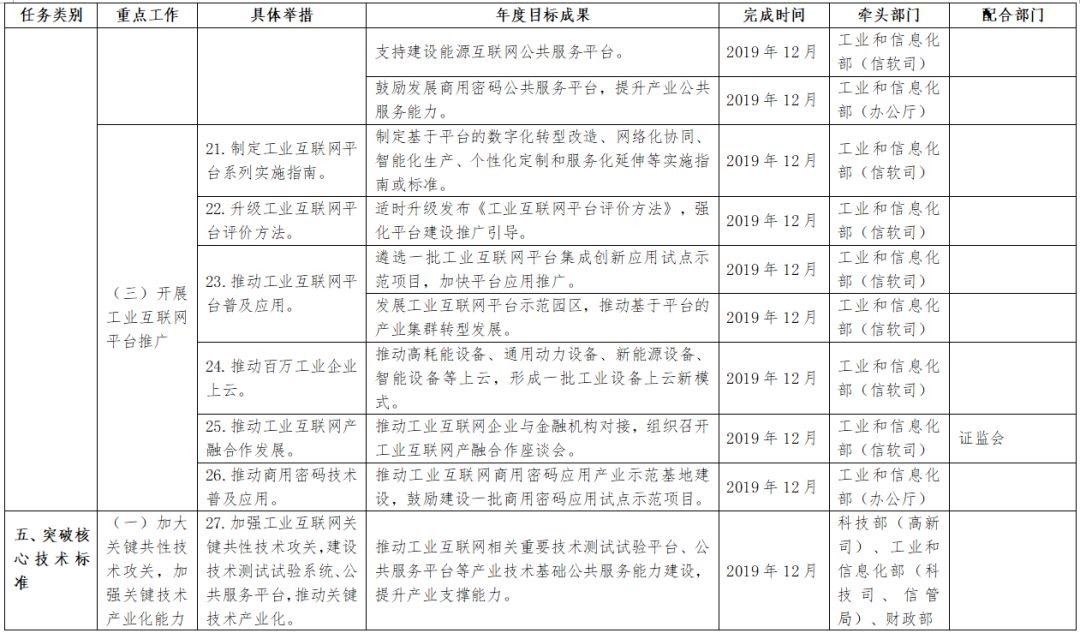 任务类别 重点工作 具体举措 年度目标成果 完成时间 牵头部门 配合部门
支持建设能源互联网公共服务平台。 2019 年 12 月 工业和信息化
部（信软司）
鼓励发展商用密码公共服务平台，提升产业公共
服务能力。 2019 年 12 月 工业和信息化
部（办公厅）
（三）开展
工业互联网
平台推广
21. 制定工业互联网平
台系列实施指南。
制定基于平台的数字化转型改造、网络化协同、
智能化生产、个性化定制和服务化延伸等实施指
南或标准。
2019 年 12 月
工业和信息化
部（信软司）
22. 升级工业互联网平
台评价方法。
适时升级发布《工业互联网平台评价方法》，强
化平台建设推广引导。
2019 年 12 月
工业和信息化
部（信软司）
23. 推动工业互联网平
台普及应用。
遴选一批工业互联网平台集成创新应用试点示
范项目，加快平台应用推广。
2019 年 12 月
工业和信息化
部（信软司）
发展工业互联网平台示范园区，推动基于平台的
产业集群转型发展。
2019 年 12 月
工业和信息化
部（信软司）
24. 推动百万工业企业
上云。
推动高耗能设备、通用动力设备、新能源设备、
智能设备等上云，形成一批工业设备上云新模
式。
2019 年 12 月
工业和信息化
部（信软司）
25. 推动工业互联网产
融合作发展。
推动工业互联网企业与金融机构对接，组织召开
工业互联网产融合作座谈会。
2019 年 12 月
工业和信息化
部（信软司）
证监会
26. 推动商用密码技术
普及应用。
推动工业互联网商用密码应用产业示范基地建
设，鼓励建设一批商用密码应用试点示范项目。
2019 年 12 月
工业和信息化
部（办公厅）
五、突破核
心技术标
准
（一）加大
关键共性技
术攻关，加
强关键技术
产业化能力
27. 加强工业互联网关
键共性技术攻关，建设
技术测试试验系统、公
共服务平台，推动关键
技术产业化。
推动工业互联网相关重要技术测试试验平台、公
共服务平台等产业技术基础公共服务能力建设，
提升产业支撑能力。
2019 年 12 月
科技部（高新
司）、工业和
信息化部（科
技司、信管
局）、财政部